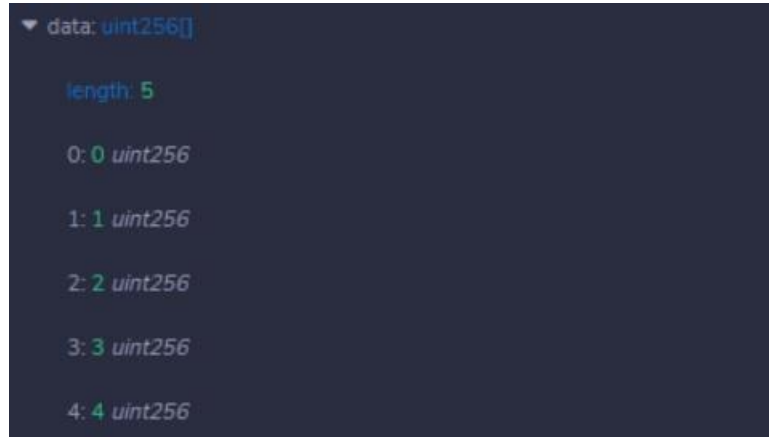 data: uint256[]
length: 5
0: 0 uint256
1: 1 uint256
2: 2 uint256
3: 3 uint256
4: 4 uint256